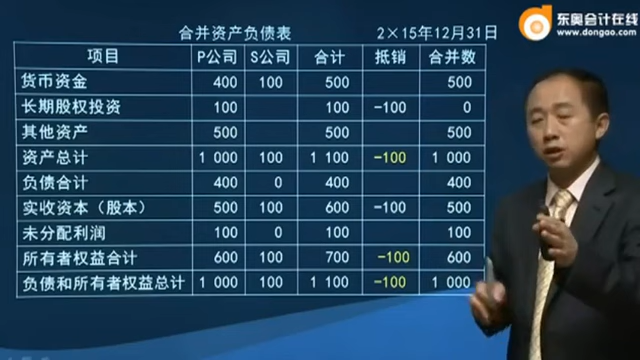 东奥会计在线
www.dongao.com
合并资产负债表 2×15年12月31日
项目 P公司 S公司 合计 抵销 合并数
货币资金 400 100 500 500
长期股权投资 100 100 -100 0
其他资产 500 500 500
资产总计 1 000 100 1 100 -100 1 000
负债合计 400 0 400 400
实收资本（股本） 500 100 600 -100 500
未分配利润 100 0 100 100
所有者权益合计 600 100 700 -100 600
负债和所有者权益总计 1 000 100 1 100 -100 1 000